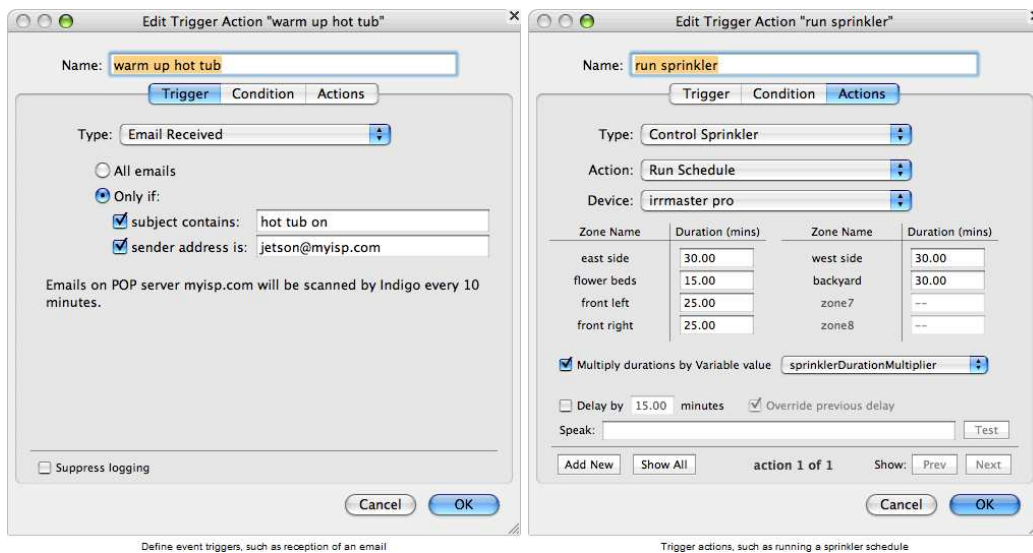 Edit Trigger Action "warm up hot tub"
Name: warm up hot tub
Trigger Condition Actions
Type: Email Received
All emails
Only if:
subject contains: hot tub on
sender address is: jetson@myisp.com
Emails on POP server myisp.com will be scanned by Indigo every 10
minutes.
Suppress logging
Cancel OK
Define event triggers, such as reception of an email
Edit Trigger Action "run sprinkler"
Name: run sprinkler
Trigger Condition Actions
Type: Control Sprinkler
Action: Run Schedule
Device: irrmaster pro
Zone Name Duration (mins) Zone Name Duration (mins)
east side 30.00 west side 30.00
flower beds 15.00 backyard 30.00
front left 25.00 zone7 --
front right 25.00 zone8 --
Multiply durations by Variable value sprinklerDurationMultiplier
Delay by 15.00 minutes Override previous delay
Speak: Test
Add New Show All action 1 of 1 Show: Prev Next
Cancel OK
Trigger actions, such as running a sprinkler schedule